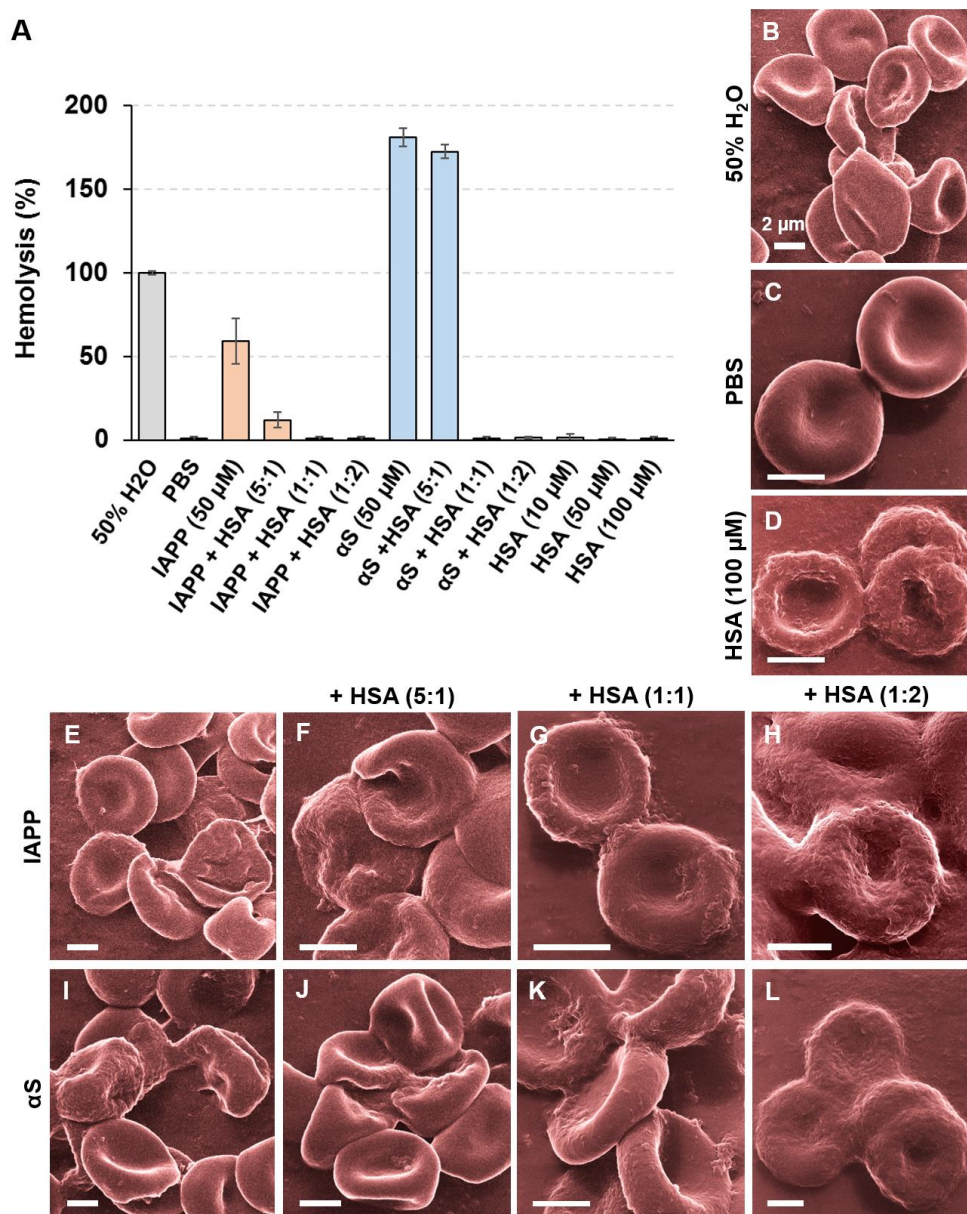 A
Hemolysis (%)
200
150
100
50
0
50% H2O
PBS
IAPP (50 µM)
IAPP + HSA (5:1)
IAPP + HSA (1:1)
IAPP + HSA (1:2)
αS (50 µM)
αS +HSA (5:1)
αS + HSA (1:1)
αS + HSA (1:2)
HSA (10 µM)
HSA (50 µM)
HSA (100 µM)
50% H₂O
B
2 µm
PBS
C
HSA (100 µM)
D
+ HSA (5:1)
+ HSA (1:1)
+ HSA (1:2)
IAPP
E
F
G
H
αS
I
J
K
L